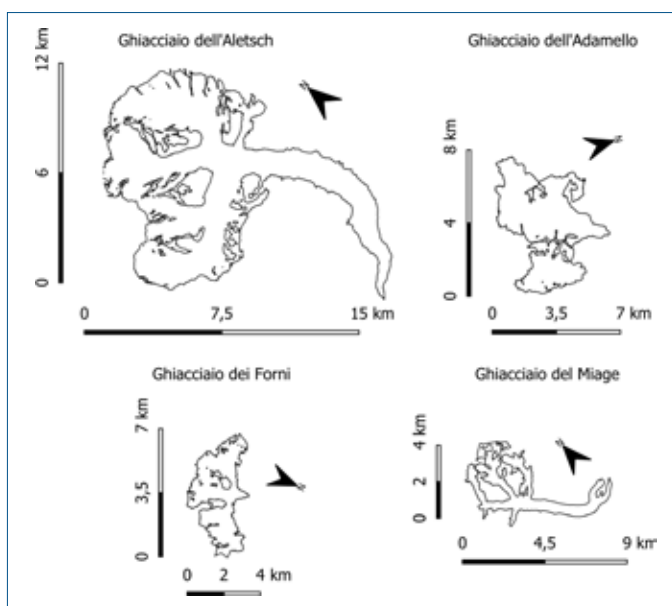 Ghiacciaio dell'Aletsch
12 km
6
0
0 7,5 15 km
Ghiacciaio dell'Adamello
8 km
4
0
0 3,5 7 km
Ghiacciaio dei Forni
7 km
3,5
0
0 2 4 km
Ghiacciaio del Miage
4 km
2
0
0 4,5 9 km